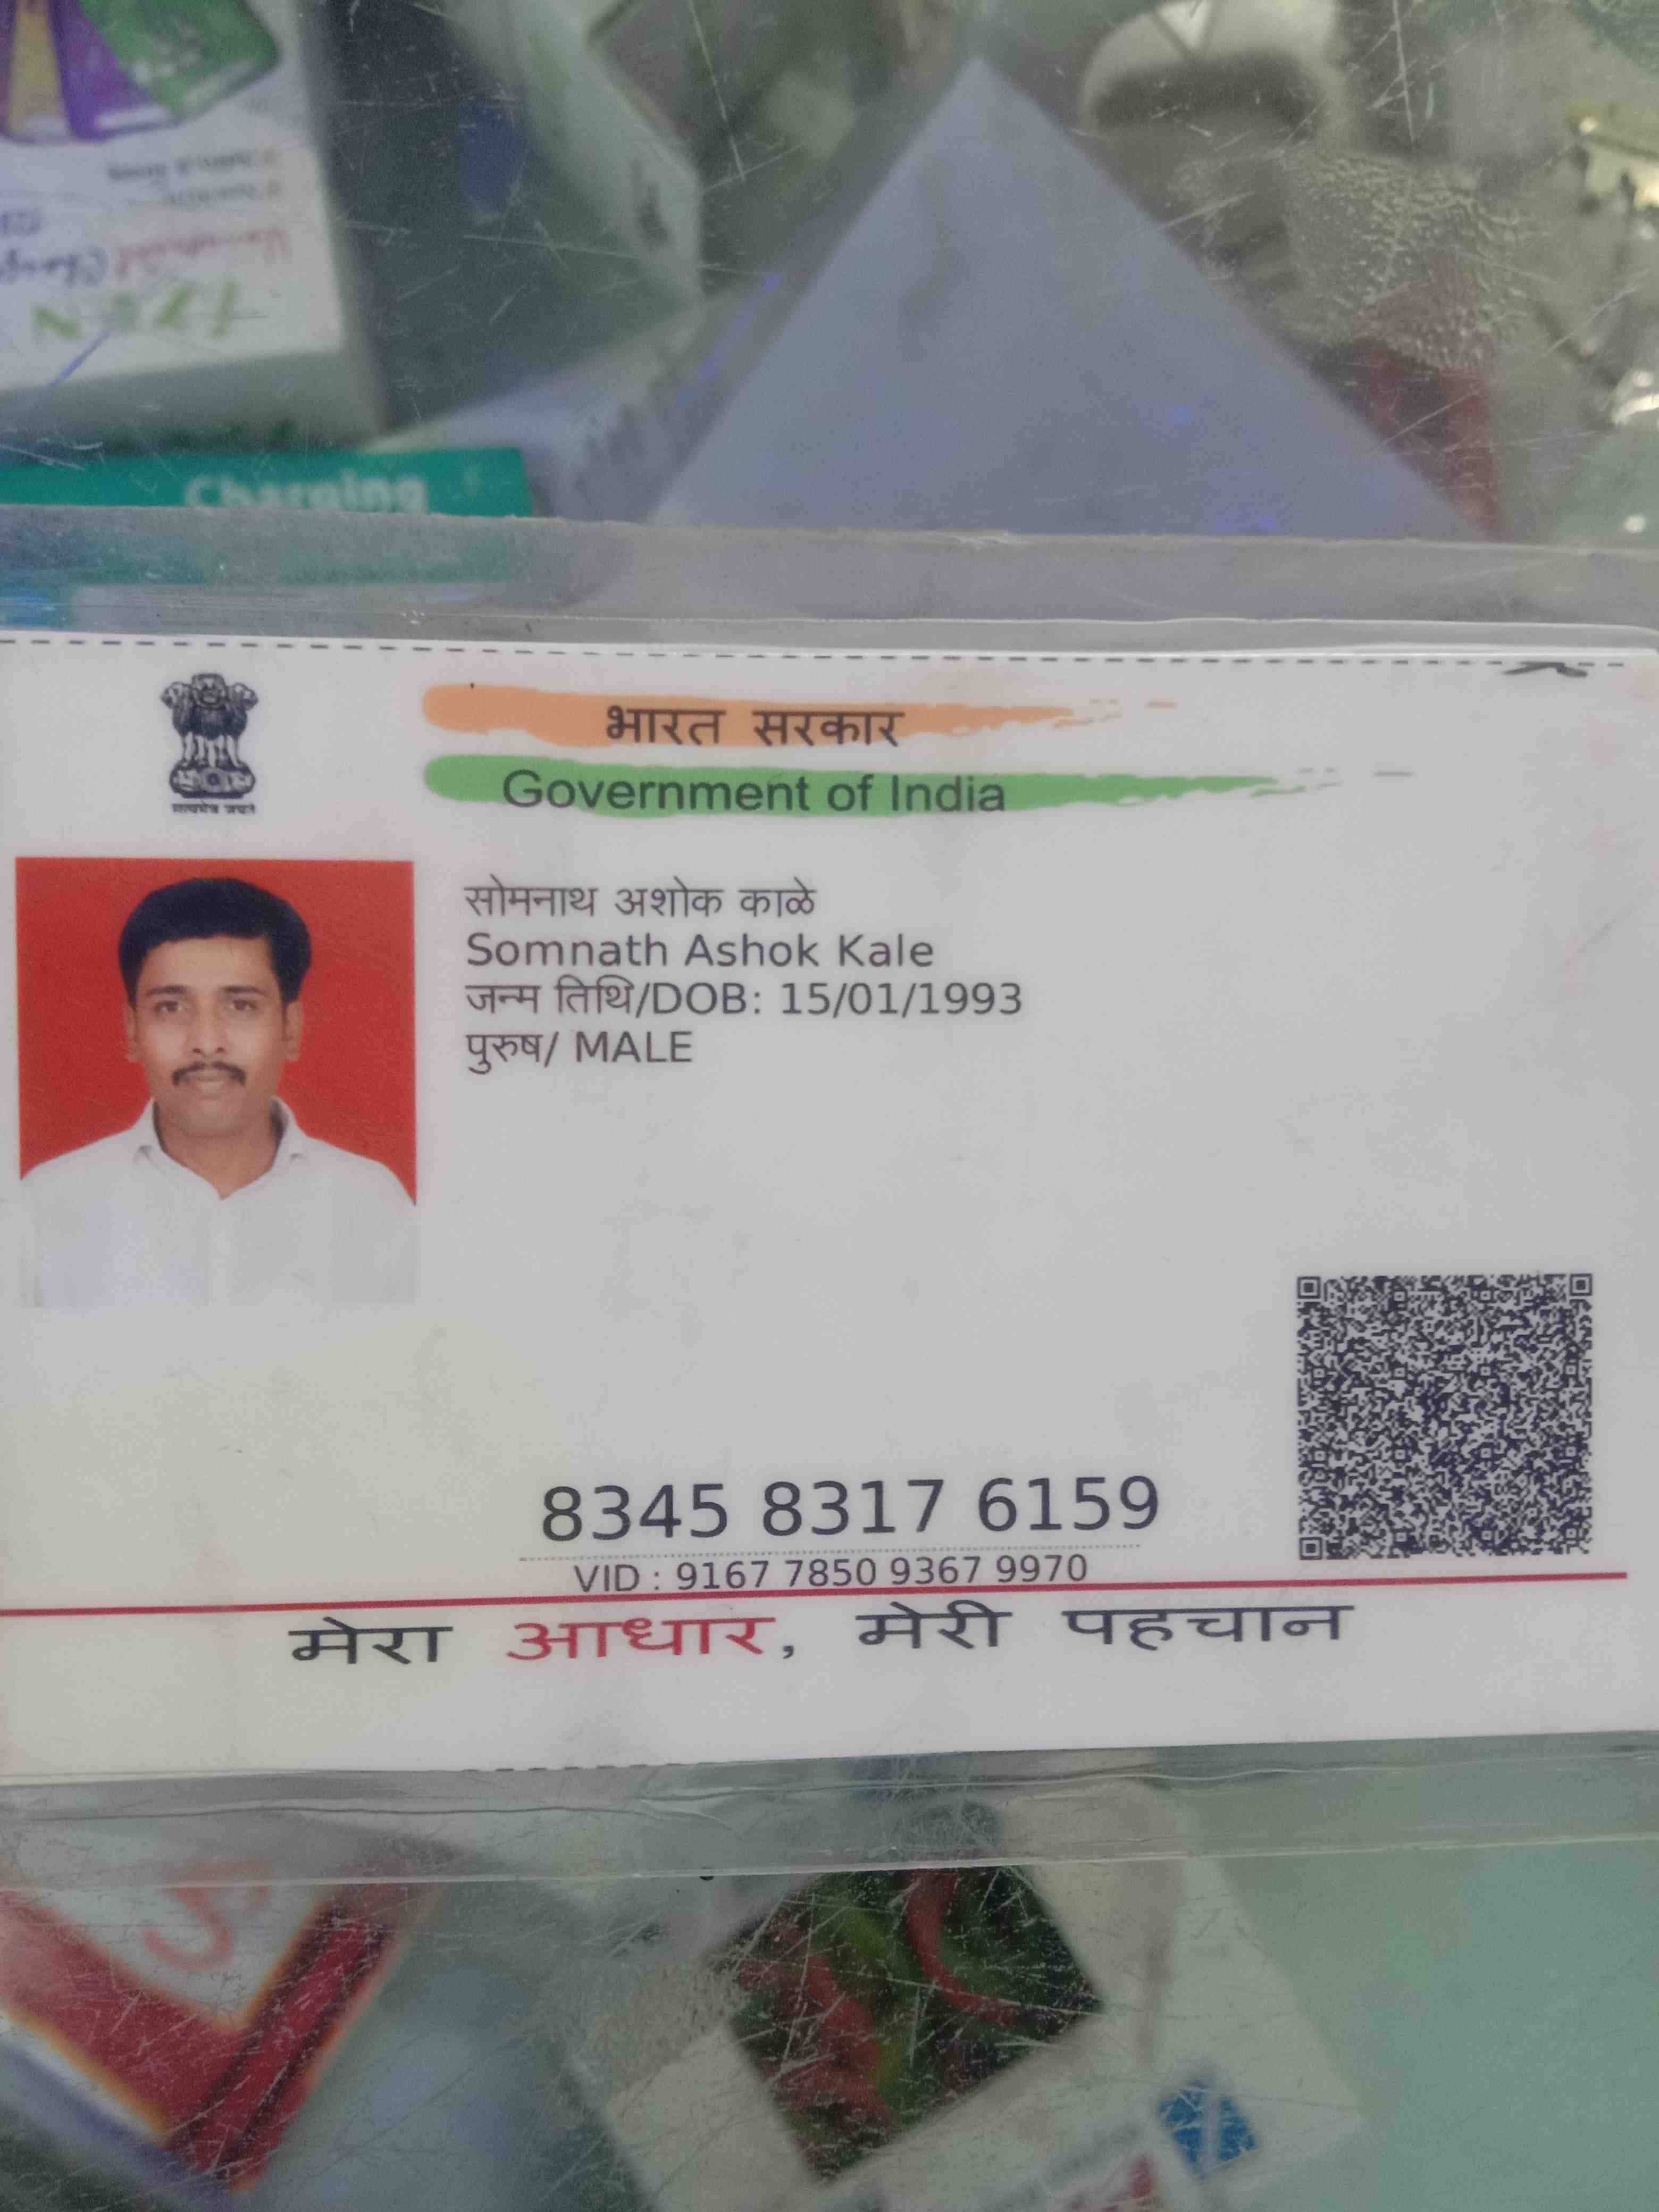 Charging
भारत सरकार
Government of India
सत्यमेव जयते
सोमनाथ अशोक काळे
Somnath Ashok Kale
जन्म तिथि/DOB: 15/01/1993
पुरुष/ MALE
8345 8317 6159
VID : 9167 7850 9367 9970
मेरा आधार, मेरी पहचान